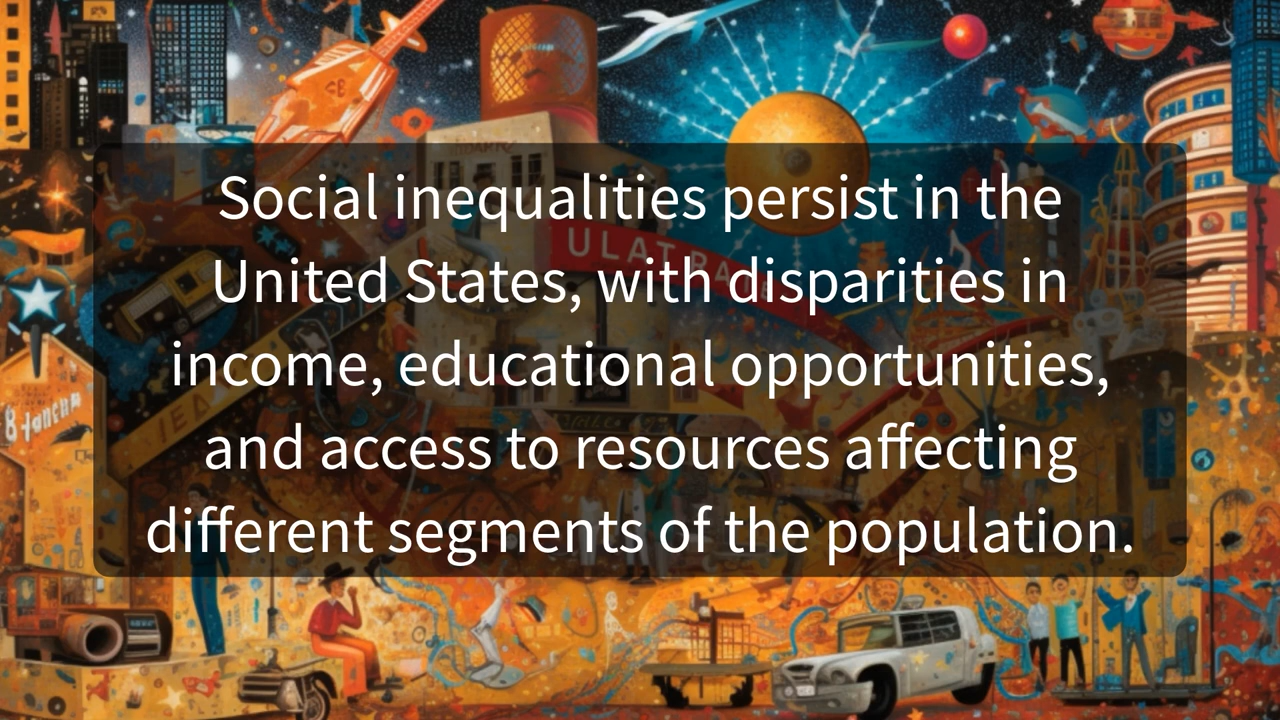 Social inequalities persist in the
United States, with disparities in
income, educational opportunities,
and access to resources affecting
different segments of the population.